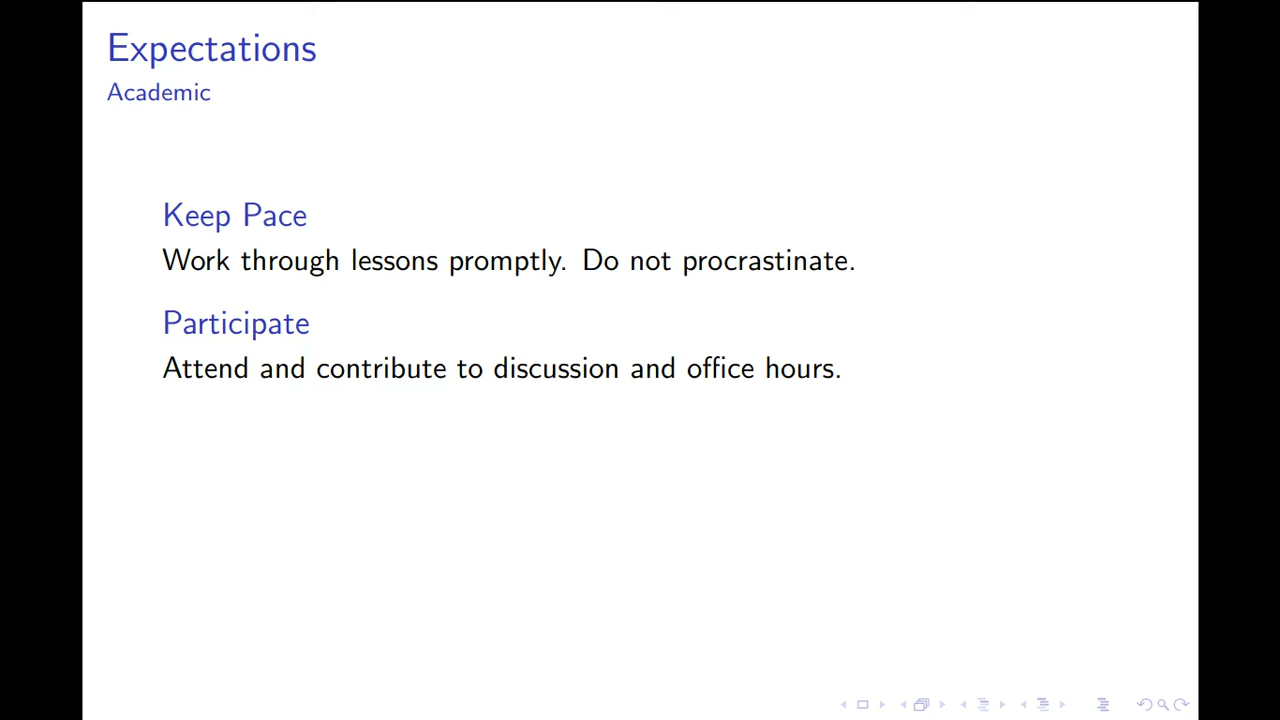 Expectations
Academic
Keep Pace
Work through lessons promptly. Do not procrastinate.
Participate
Attend and contribute to discussion and office hours.